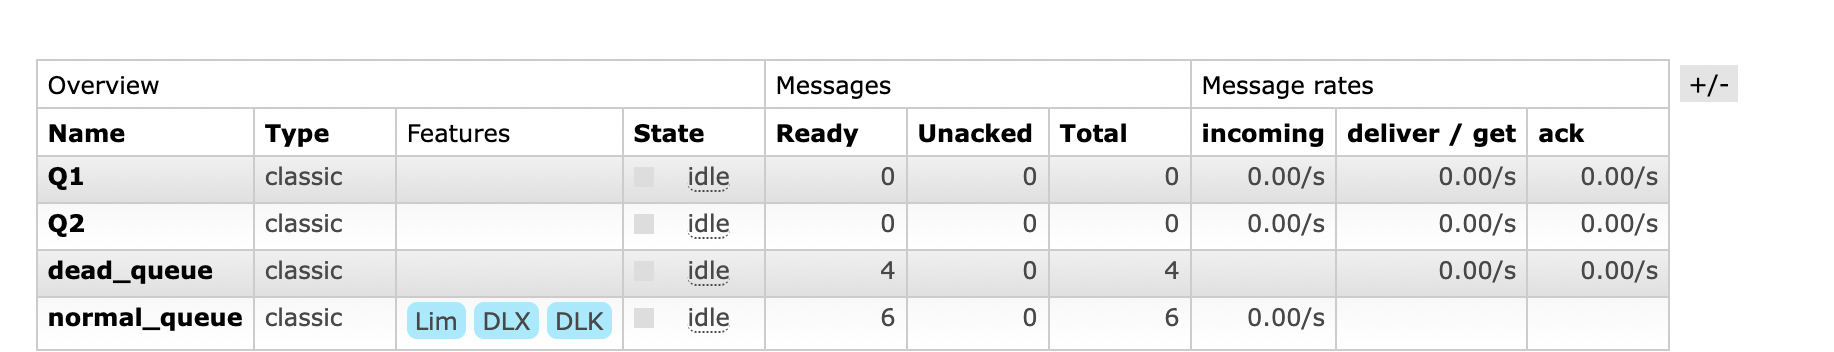 Overview Messages Message rates +/-
Name Type Features State Ready Unacked Total incoming deliver / get ack
Q1 classic idle 0 0 0 0.00/s 0.00/s 0.00/s
Q2 classic idle 0 0 0 0.00/s 0.00/s 0.00/s
dead_queue classic idle 4 0 4 0.00/s 0.00/s
normal_queue classic Lim DLX DLK idle 6 0 6 0.00/s